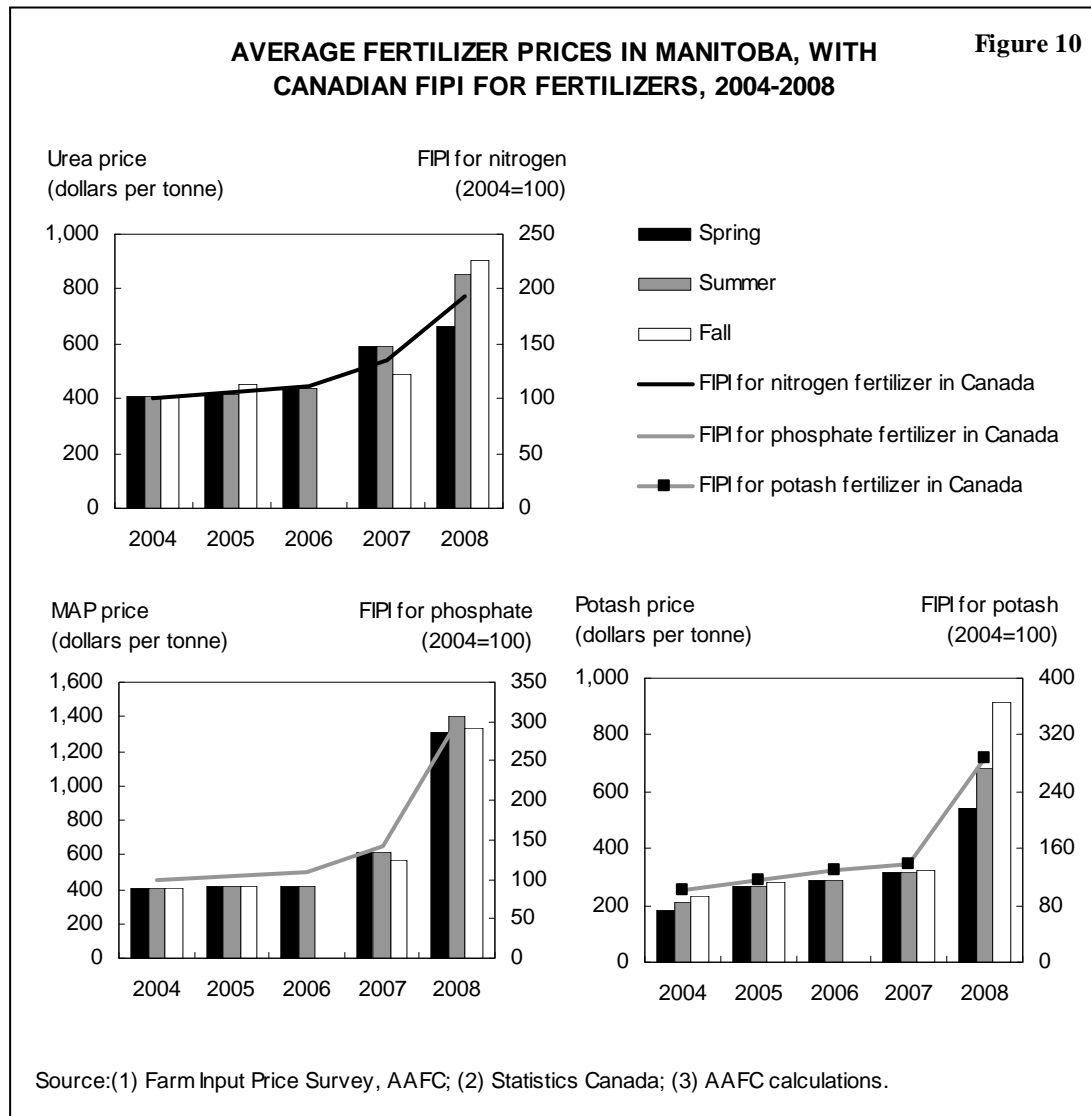 Figure 10
AVERAGE FERTILIZER PRICES IN MANITOBA, WITH
CANADIAN FIPI FOR FERTILIZERS, 2004-2008
Urea price
(dollars per tonne)
FIPI for nitrogen
(2004=100)
1,000
800
600
400
200
0
250
200
150
100
50
0
2004 2005 2006 2007 2008
Spring
Summer
Fall
FIPI for nitrogen fertilizer in Canada
FIPI for phosphate fertilizer in Canada
FIPI for potash fertilizer in Canada
MAP price
(dollars per tonne)
FIPI for phosphate
(2004=100)
1,600
1,400
1,200
1,000
800
600
400
200
0
350
300
250
200
150
100
50
0
2004 2005 2006 2007 2008
Potash price
(dollars per tonne)
FIPI for potash
(2004=100)
1,000
800
600
400
200
0
400
320
240
160
80
0
2004 2005 2006 2007 2008
Source:(1) Farm Input Price Survey, AAFC; (2) Statistics Canada; (3) AAFC calculations.